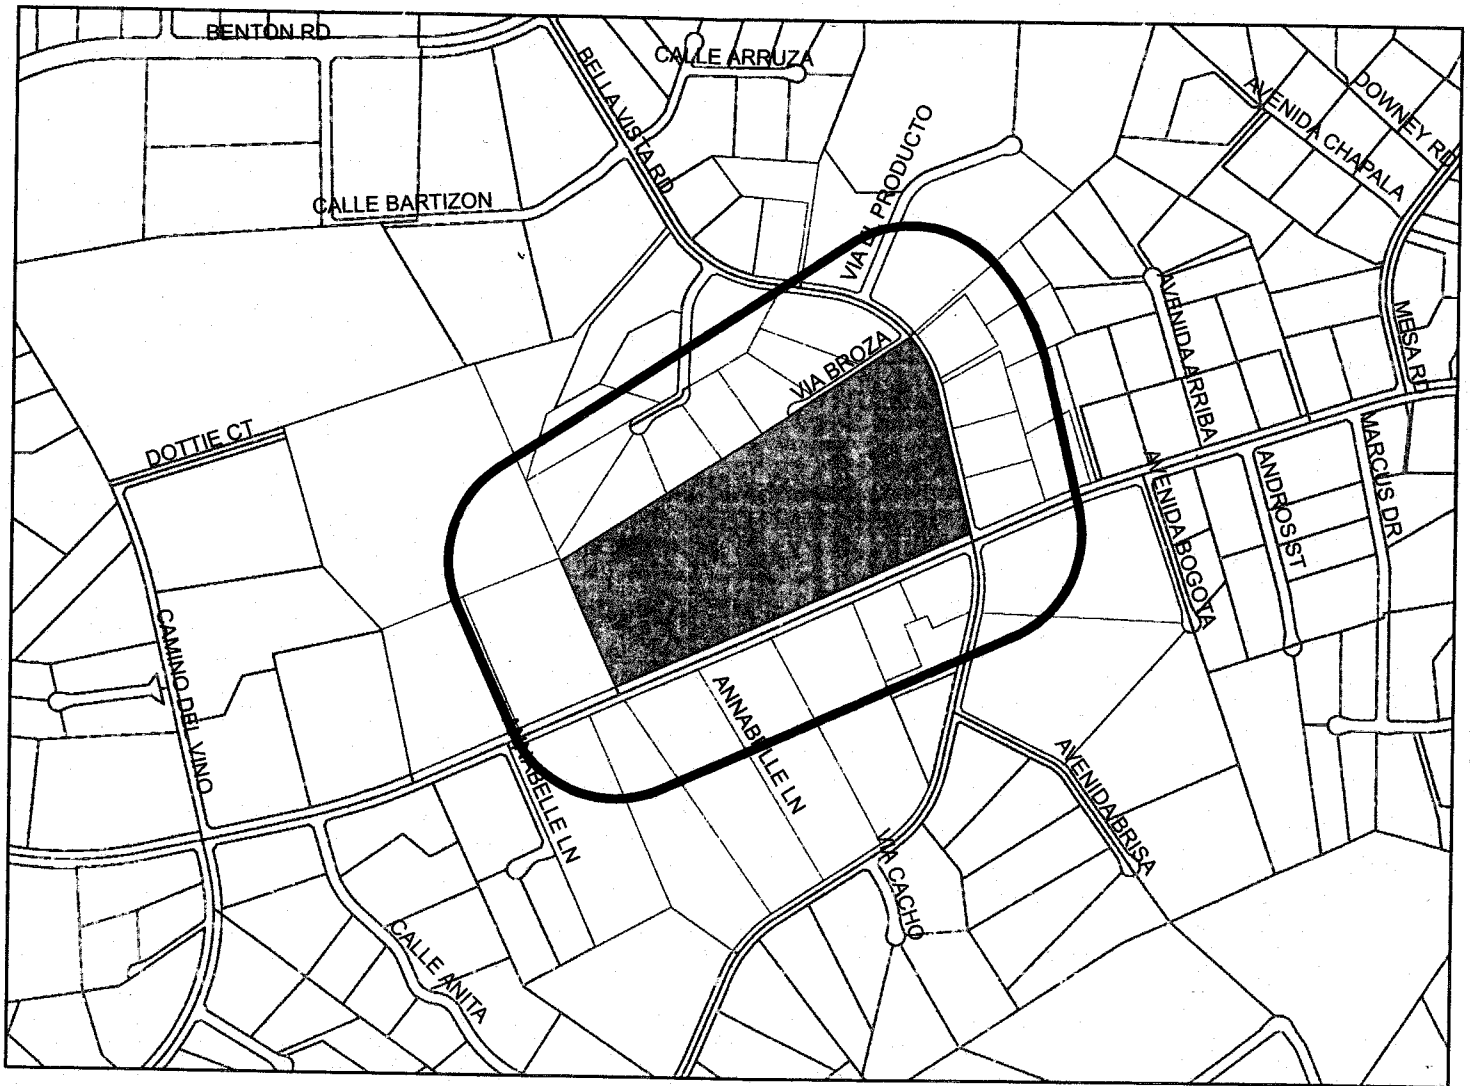 BENTON RD
CALLE ARRUZA
BELLA VISTA RD
DOWNEY RD
AVENIDA CHAPALA
VIA EL PRODUCTO
CALLE BARTIZON
AVENIDA ARRIBA
MESA RD
VIA BROZA
DOTTIE CT
MARCUS DR
ANDROS ST
AVENIDA BOGOTA
CAMINO DEL VINO
ANNABELLE LN
ANNABELLE LN
AVENIDA BRISA
VIA CACHO
CALLE ANITA